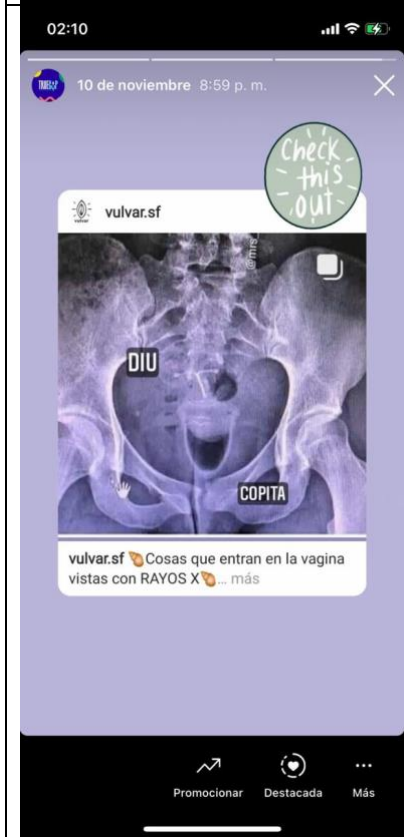 02:10
10 de noviembre 8:59 p. m.
Check
this
out
vulvar.sf
DIU
COPITA
vulvar.sf 🐚Cosas que entran en la vagina
vistas con RAYOS X🐚... más
Promocionar
Destacada
Más